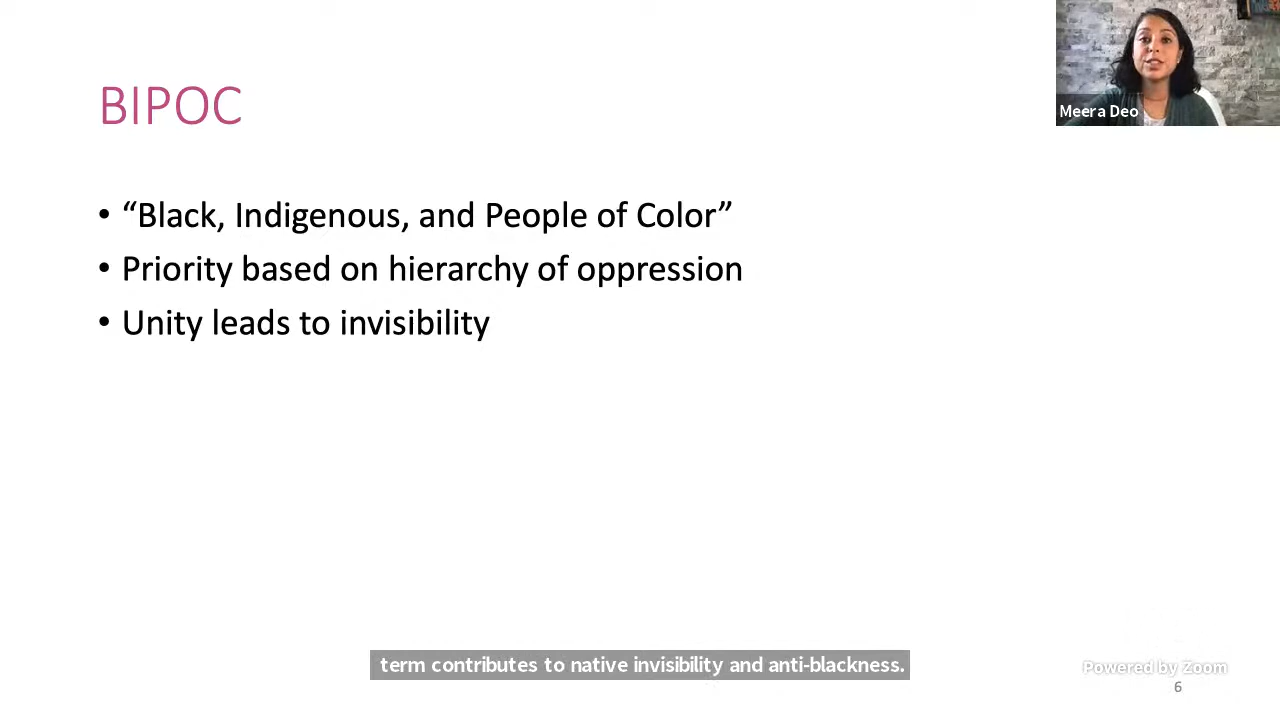 BIPOC
Meera Deo
• “Black, Indigenous, and People of Color”
• Priority based on hierarchy of oppression
• Unity leads to invisibility
term contributes to native invisibility and anti-blackness.
Powered by Zoom
6